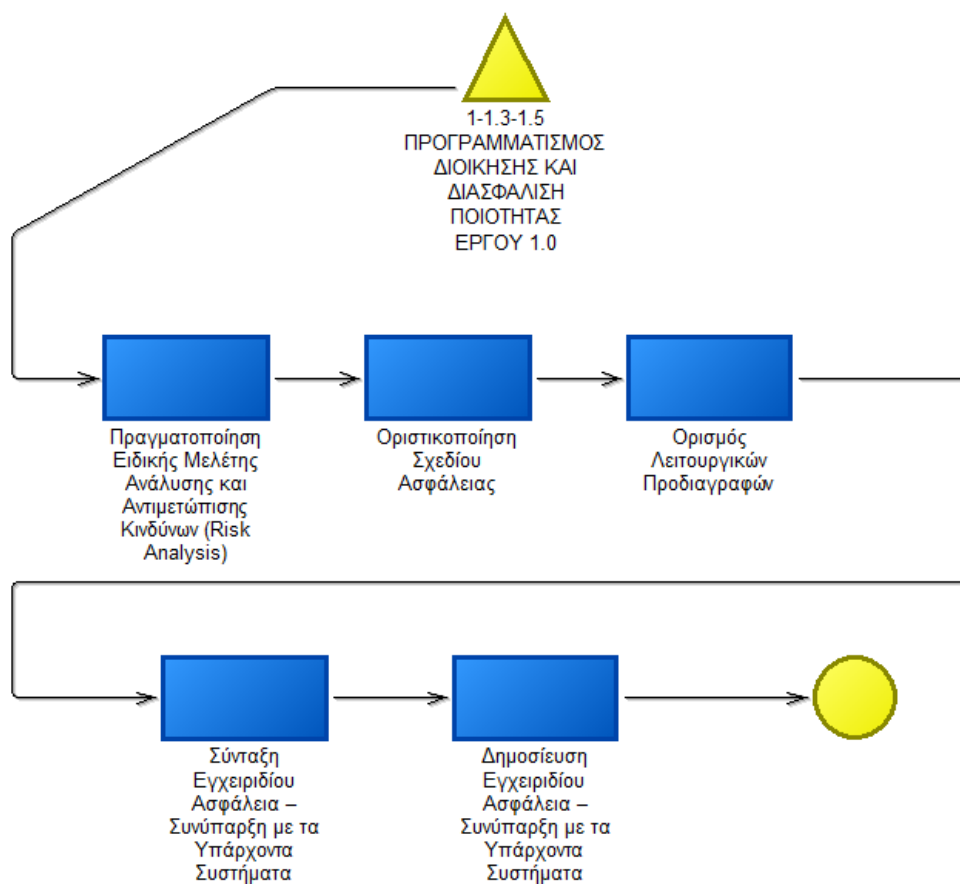 1-1.3-1.5
ΠΡΟΓΡΑΜΜΑΤΙΣΜΟΣ
ΔΙΟΙΚΗΣΗΣ ΚΑΙ
ΔΙΑΣΦΑΛΙΣΗ
ΠΟΙΟΤΗΤΑΣ
ΕΡΓΟΥ 1.0
Πραγματοποίηση
Ειδικής Μελέτης
Ανάλυσης και
Αντιμετώπισης
Κινδύνων (Risk
Analysis)
Οριστικοποίηση
Σχεδίου
Ασφάλειας
Ορισμός
Λειτουργικών
Προδιαγραφών
Σύνταξη
Εγχειριδίου
Ασφάλεια –
Συνύπαρξη με τα
Υπάρχοντα
Συστήματα
Δημοσίευση
Εγχειριδίου
Ασφάλεια –
Συνύπαρξη με τα
Υπάρχοντα
Συστήματα